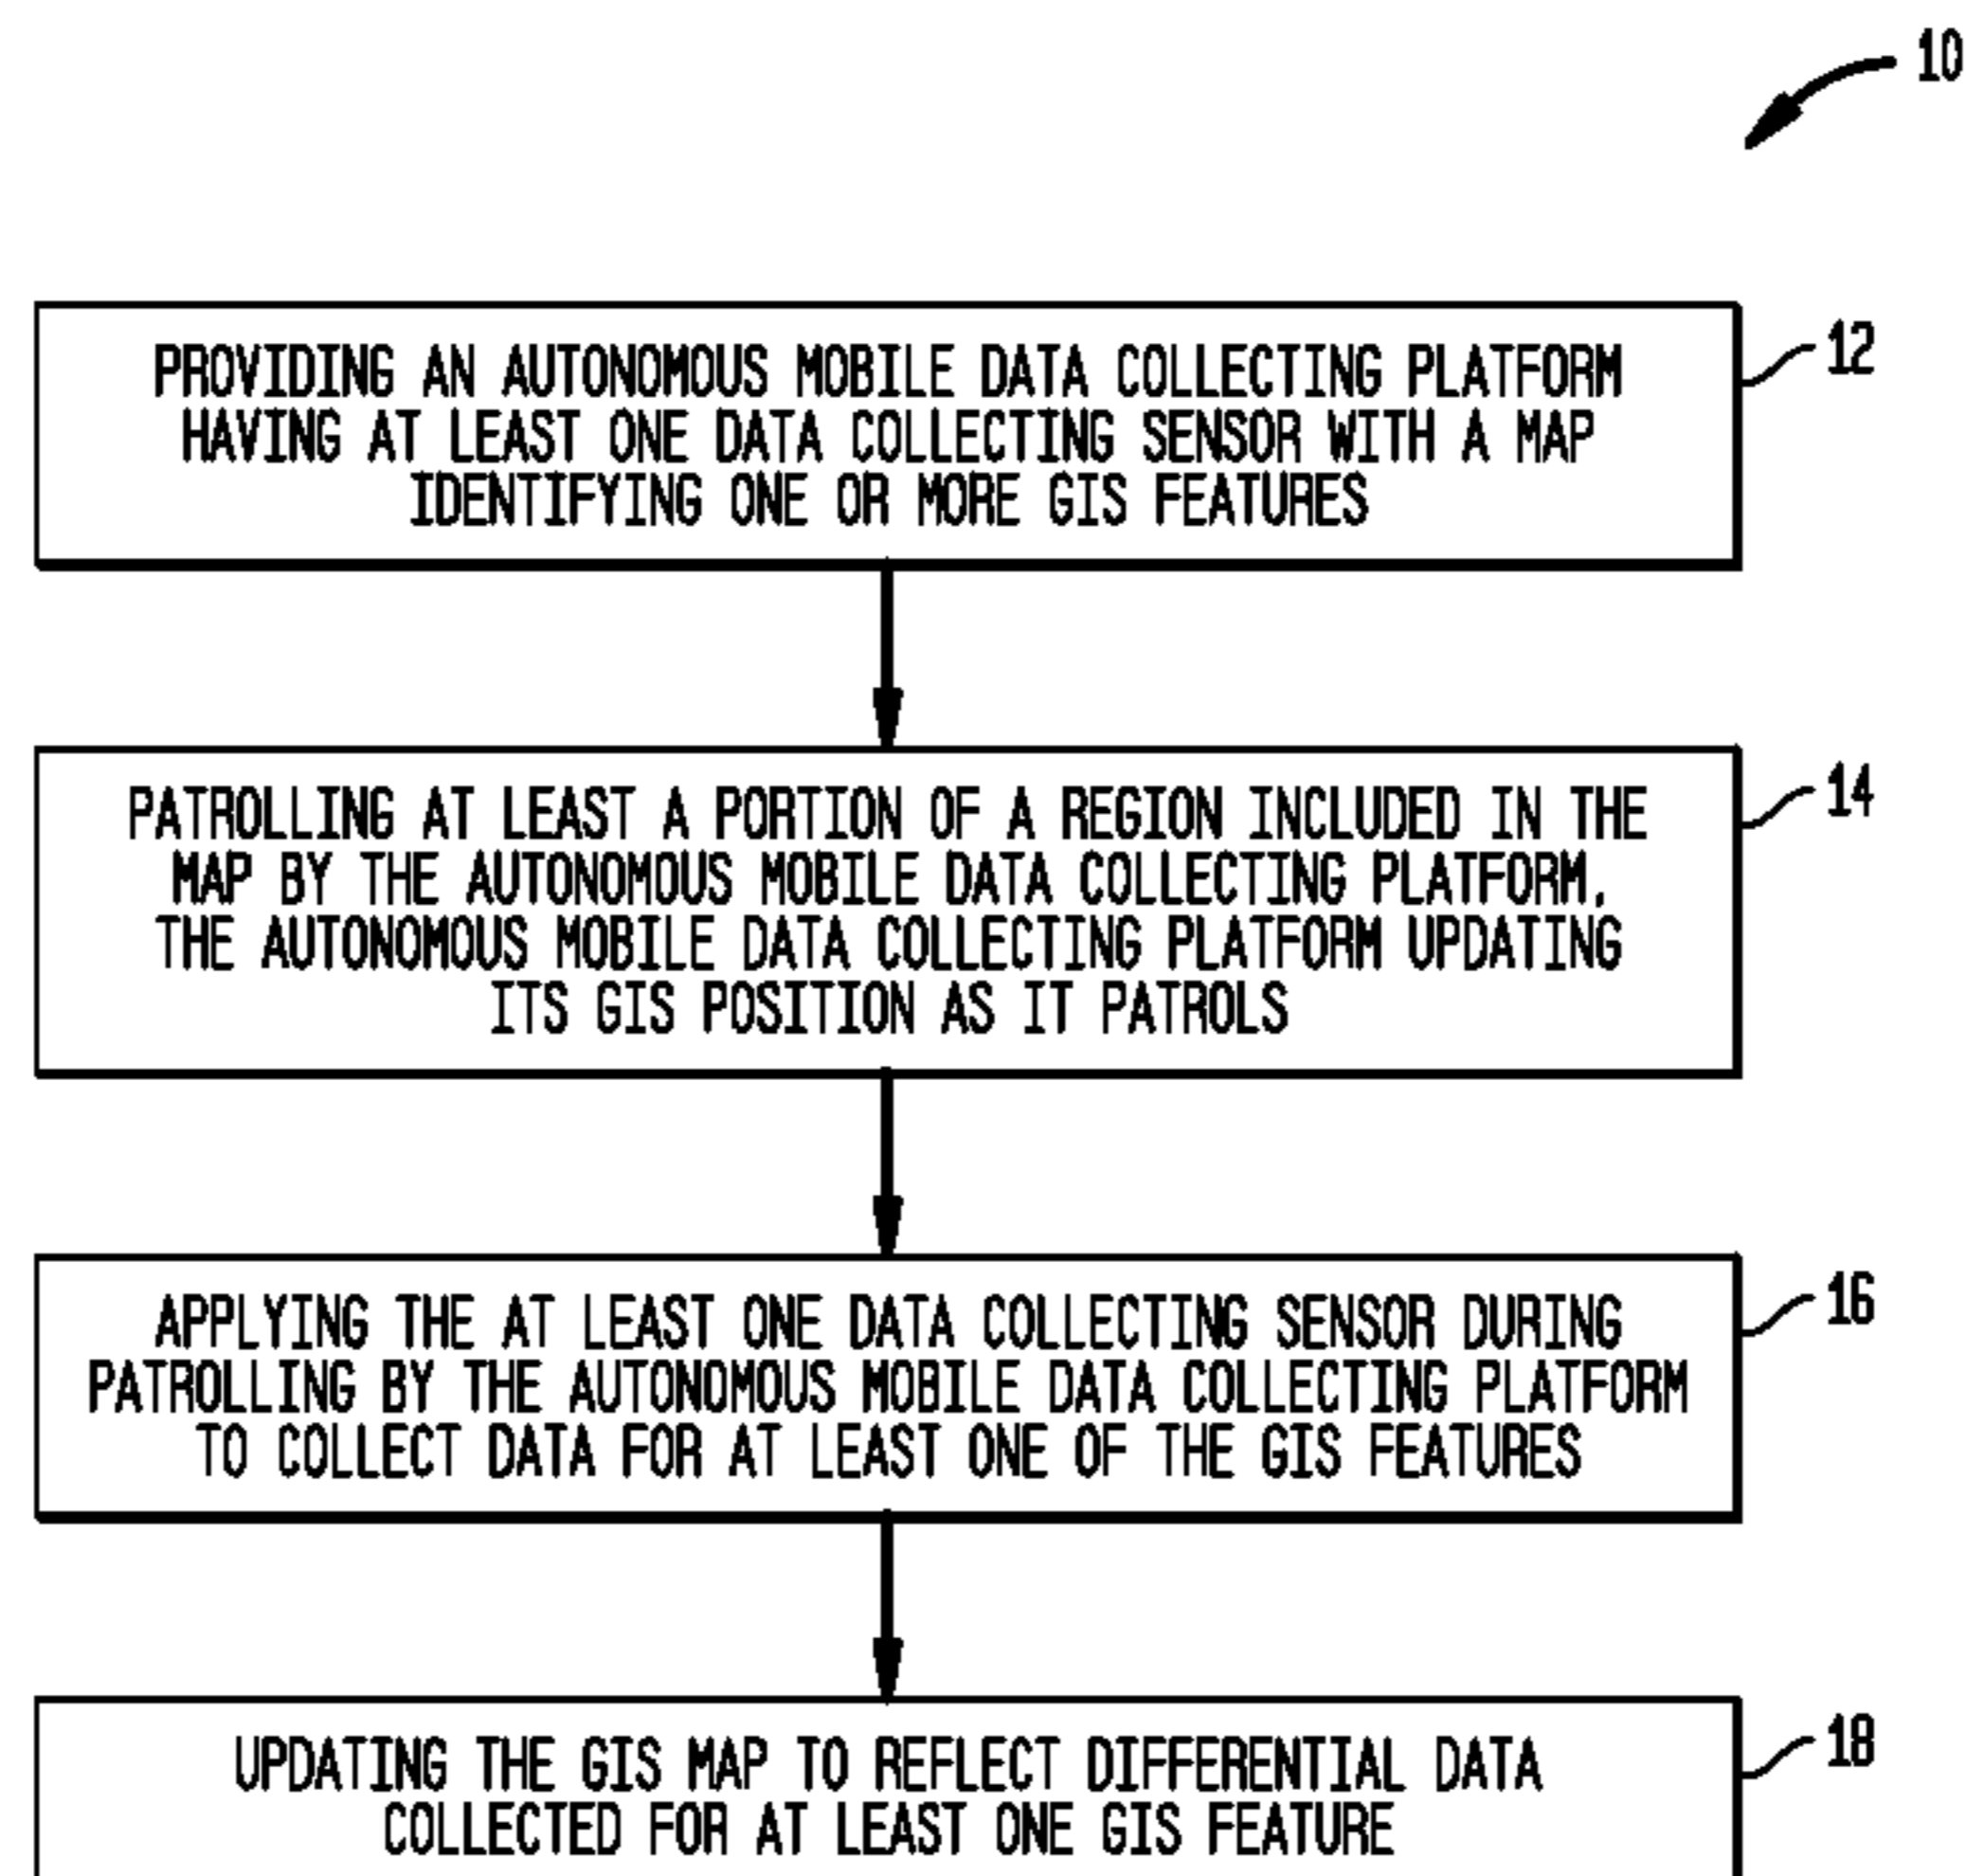 10
PROVIDING AN AUTONOMOUS MOBILE DATA COLLECTING PLATFORM
HAVING AT LEAST ONE DATA COLLECTING SENSOR WITH A MAP
IDENTIFYING ONE OR MORE GIS FEATURES
12
PATROLLING AT LEAST A PORTION OF A REGION INCLUDED IN THE
MAP BY THE AUTONOMOUS MOBILE DATA COLLECTING PLATFORM,
THE AUTONOMOUS MOBILE DATA COLLECTING PLATFORM UPDATING
ITS GIS POSITION AS IT PATROLS
14
APPLYING THE AT LEAST ONE DATA COLLECTING SENSOR DURING
PATROLLING BY THE AUTONOMOUS MOBILE DATA COLLECTING PLATFORM
TO COLLECT DATA FOR AT LEAST ONE OF THE GIS FEATURES
16
UPDATING THE GIS MAP TO REFLECT DIFFERENTIAL DATA
COLLECTED FOR AT LEAST ONE GIS FEATURE
18